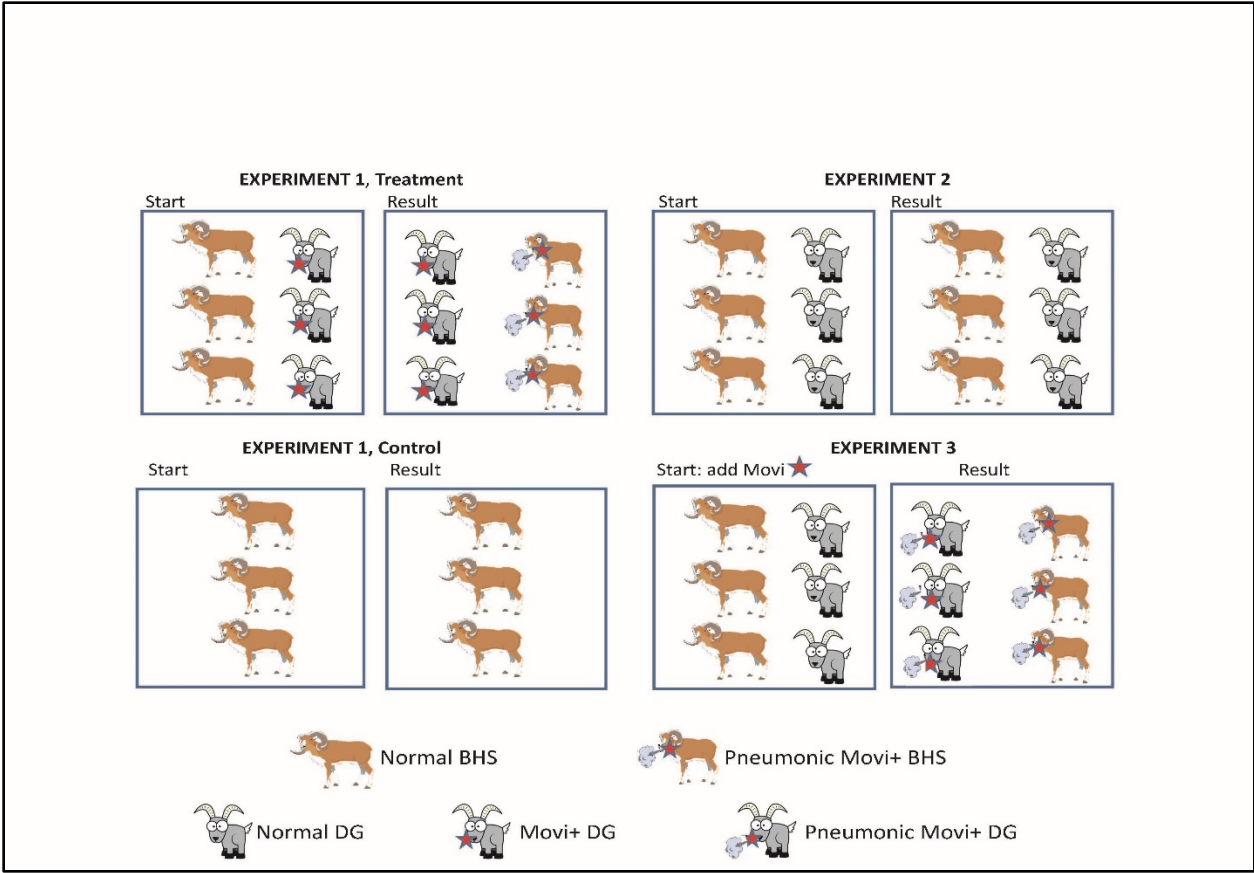 EXPERIMENT 1, Treatment
Start
Result
EXPERIMENT 2
Start
Result
EXPERIMENT 1, Control
Start
Result
EXPERIMENT 3
Start: add Movi
Result
Normal BHS
Pneumonic Movi+ BHS
Normal DG
Movi+ DG
Pneumonic Movi+ DG